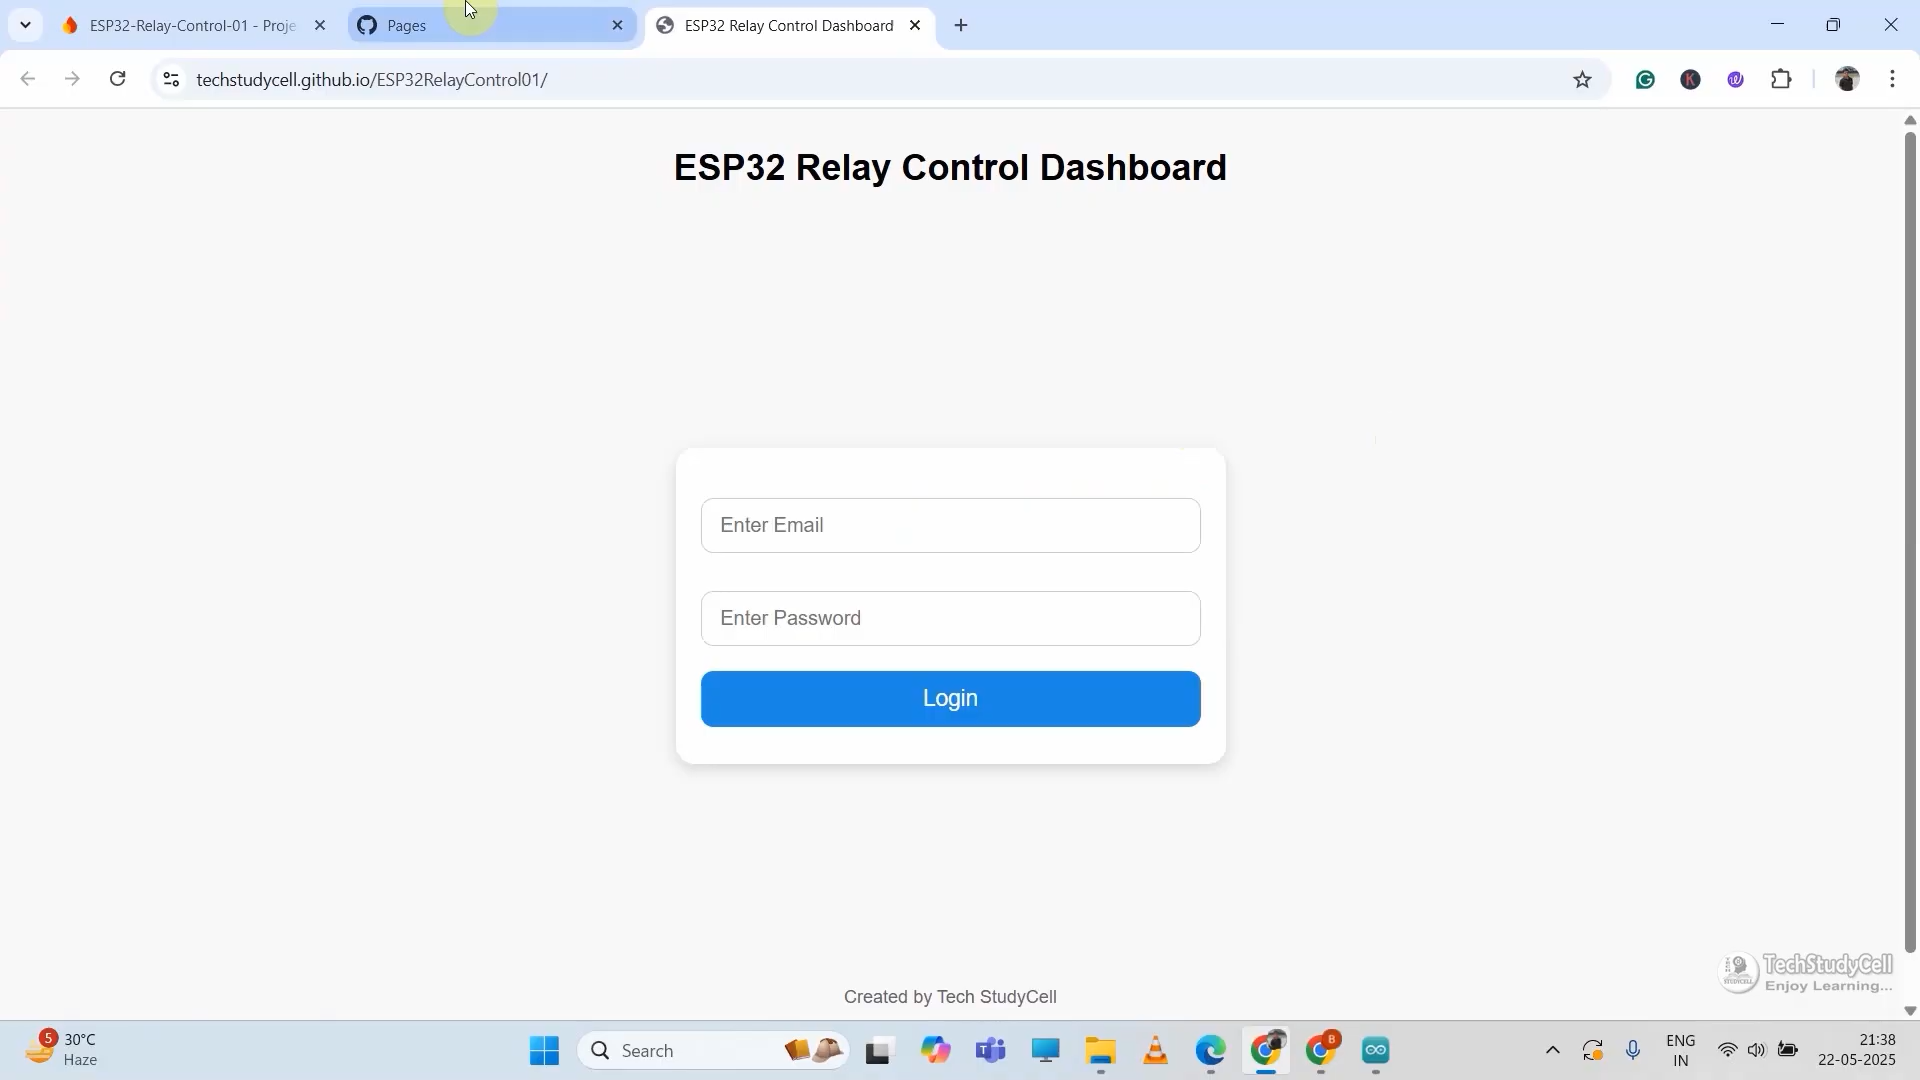 ESP32-Relay-Control-01 - Proje
Pages
ESP32 Relay Control Dashboard
techstudycell.github.io/ESP32RelayControl01/
ESP32 Relay Control Dashboard
Enter Email
Enter Password
Login
TechStudyCell
Enjoy Learning...
Created by Tech StudyCell
5
30°C
Haze
Search
B
ENG
IN
21:38
22-05-2025